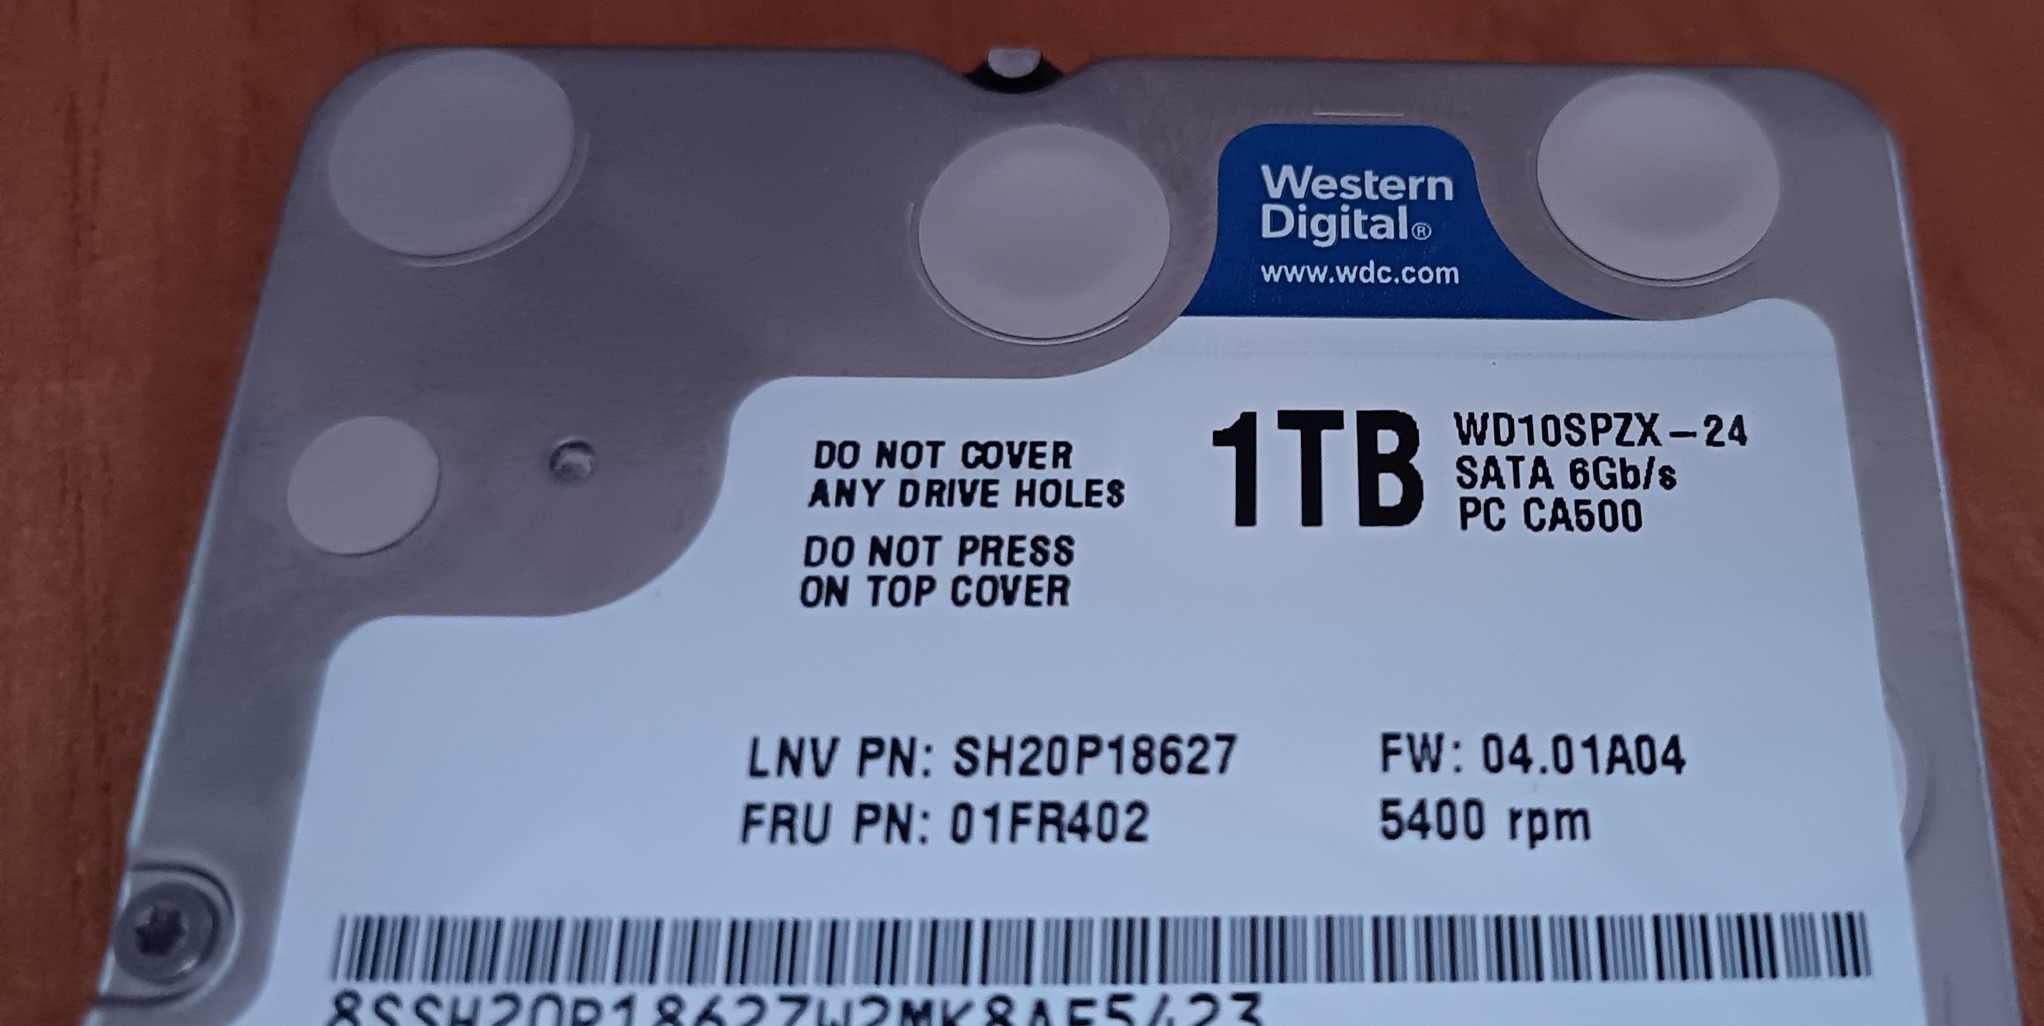 Western
Digital®
www.wdc.com
DO NOT COVER
ANY DRIVE HOLES
DO NOT PRESS
ON TOP COVER
1TB
WD10SPZX-24
SATA 6Gb/s
PC CA500
LNV PN: SH20P18627
FRU PN: 01FR402
FW: 04.01A04
5400 rpm
8SSH20P18627W2MK8AF5423